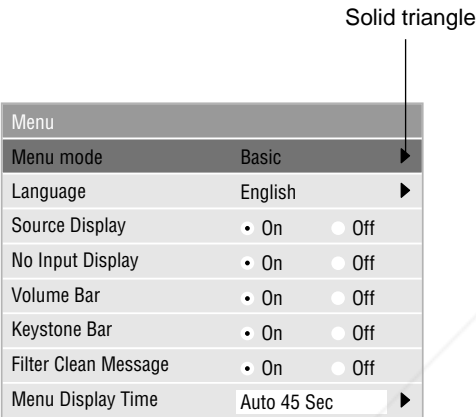 Solid triangle
Menu
Menu mode Basic
Language English
Source Display On Off
No Input Display On Off
Volume Bar On Off
Keystone Bar On Off
Filter Clean Message On Off
Menu Display Time Auto 45 Sec